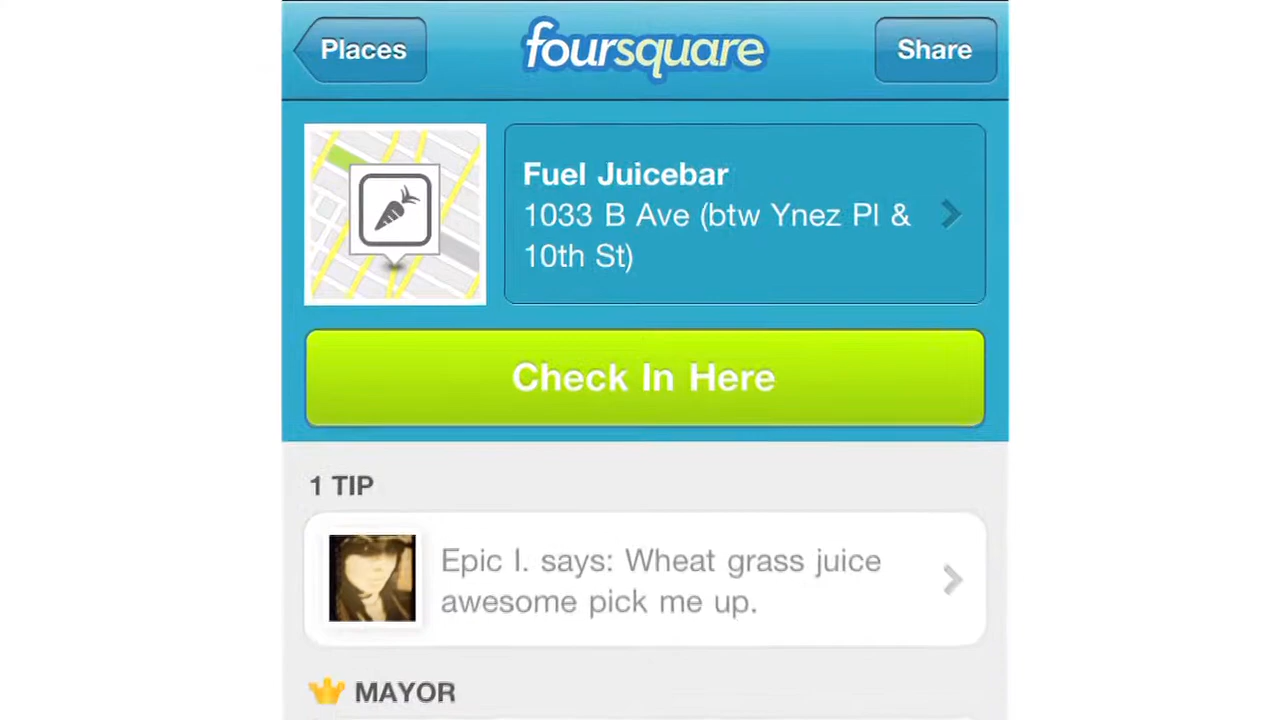 Places
foursquare
Share
Fuel Juicebar
1033 B Ave (btw Ynez Pl &
10th St)
Check In Here
1 TIP
Epic I. says: Wheat grass juice
awesome pick me up.
MAYOR